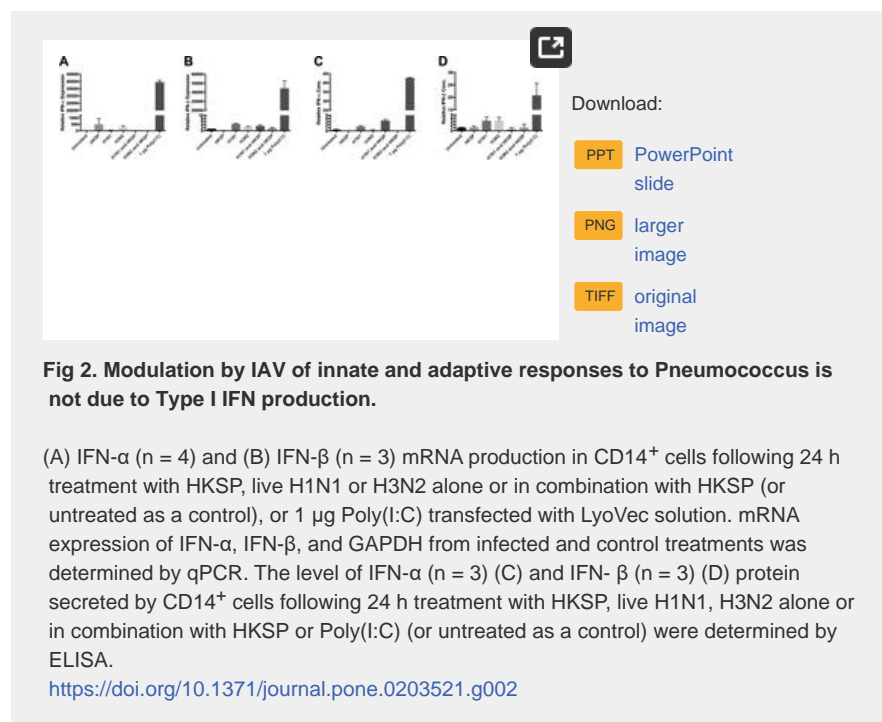 A B C D
Download:
PPT PowerPoint
slide
PNG larger
image
TIFF original
image
Fig 2. Modulation by IAV of innate and adaptive responses to Pneumococcus is
not due to Type I IFN production.
(A) IFN-α (n = 4) and (B) IFN-β (n = 3) mRNA production in CD14+ cells following 24 h
treatment with HKSP, live H1N1 or H3N2 alone or in combination with HKSP (or
untreated as a control), or 1 μg Poly(I:C) transfected with LyoVec solution. mRNA
expression of IFN-α, IFN-β, and GAPDH from infected and control treatments was
determined by qPCR. The level of IFN-α (n = 3) (C) and IFN- β (n = 3) (D) protein
secreted by CD14+ cells following 24 h treatment with HKSP, live H1N1, H3N2 alone or
in combination with HKSP or Poly(I:C) (or untreated as a control) were determined by
ELISA.
https://doi.org/10.1371/journal.pone.0203521.g002